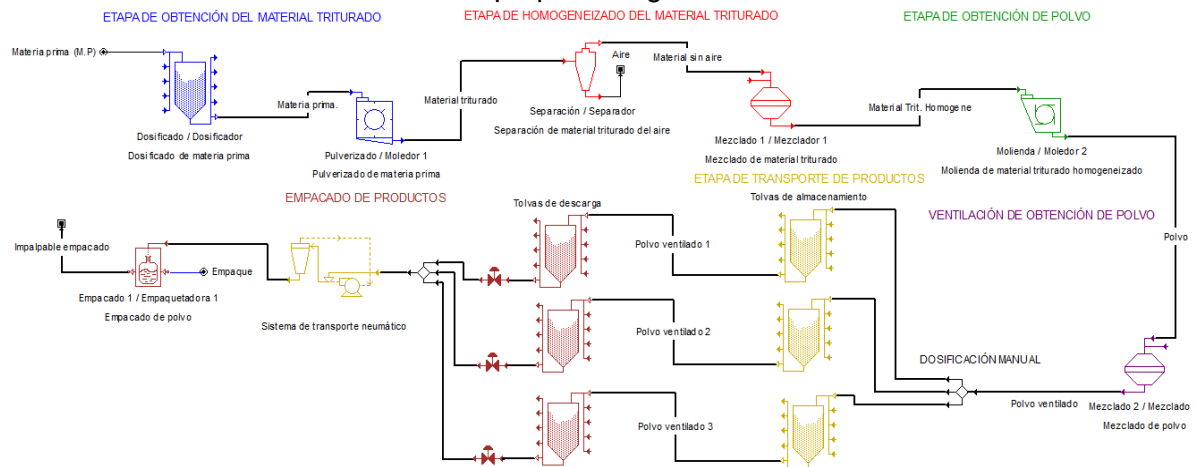 ETAPA DE OBTENCIÓN DEL MATERIAL TRITURADO
ETAPA DE HOMOGENEIZADO DEL MATERIAL TRITURADO
ETAPA DE OBTENCIÓN DE POLVO
Materia prima (M.P)
Materia prima.
Material triturado
Aire
Material sin aire
Material Trit. Homogene
Dosificado / Dosificador
Dosificado de materia prima
Pulverizado / Moledor 1
Pulverizado de materia prima
Separación / Separador
Separación de material triturado del aire
Mezclado 1 / Mezclador 1
Mezclado de material triturado
Molienda / Moledor 2
Molienda de material triturado homogeneizado
EMPACADO DE PRODUCTOS
ETAPA DE TRANSPORTE DE PRODUCTOS
Tolvas de descarga
Tolvas de almacenamiento
VENTILACIÓN DE OBTENCIÓN DE POLVO
Impalpable empacado
Empaque
Polvo ventilado 1
Polvo
Empacado 1 / Empaquetadora 1
Empacado de polvo
Sistema de transporte neumático
Polvo ventilado 2
DOSIFICACIÓN MANUAL
Polvo ventilado
Mezclado 2 / Mezclado
Mezclado de polvo
Polvo ventilado 3